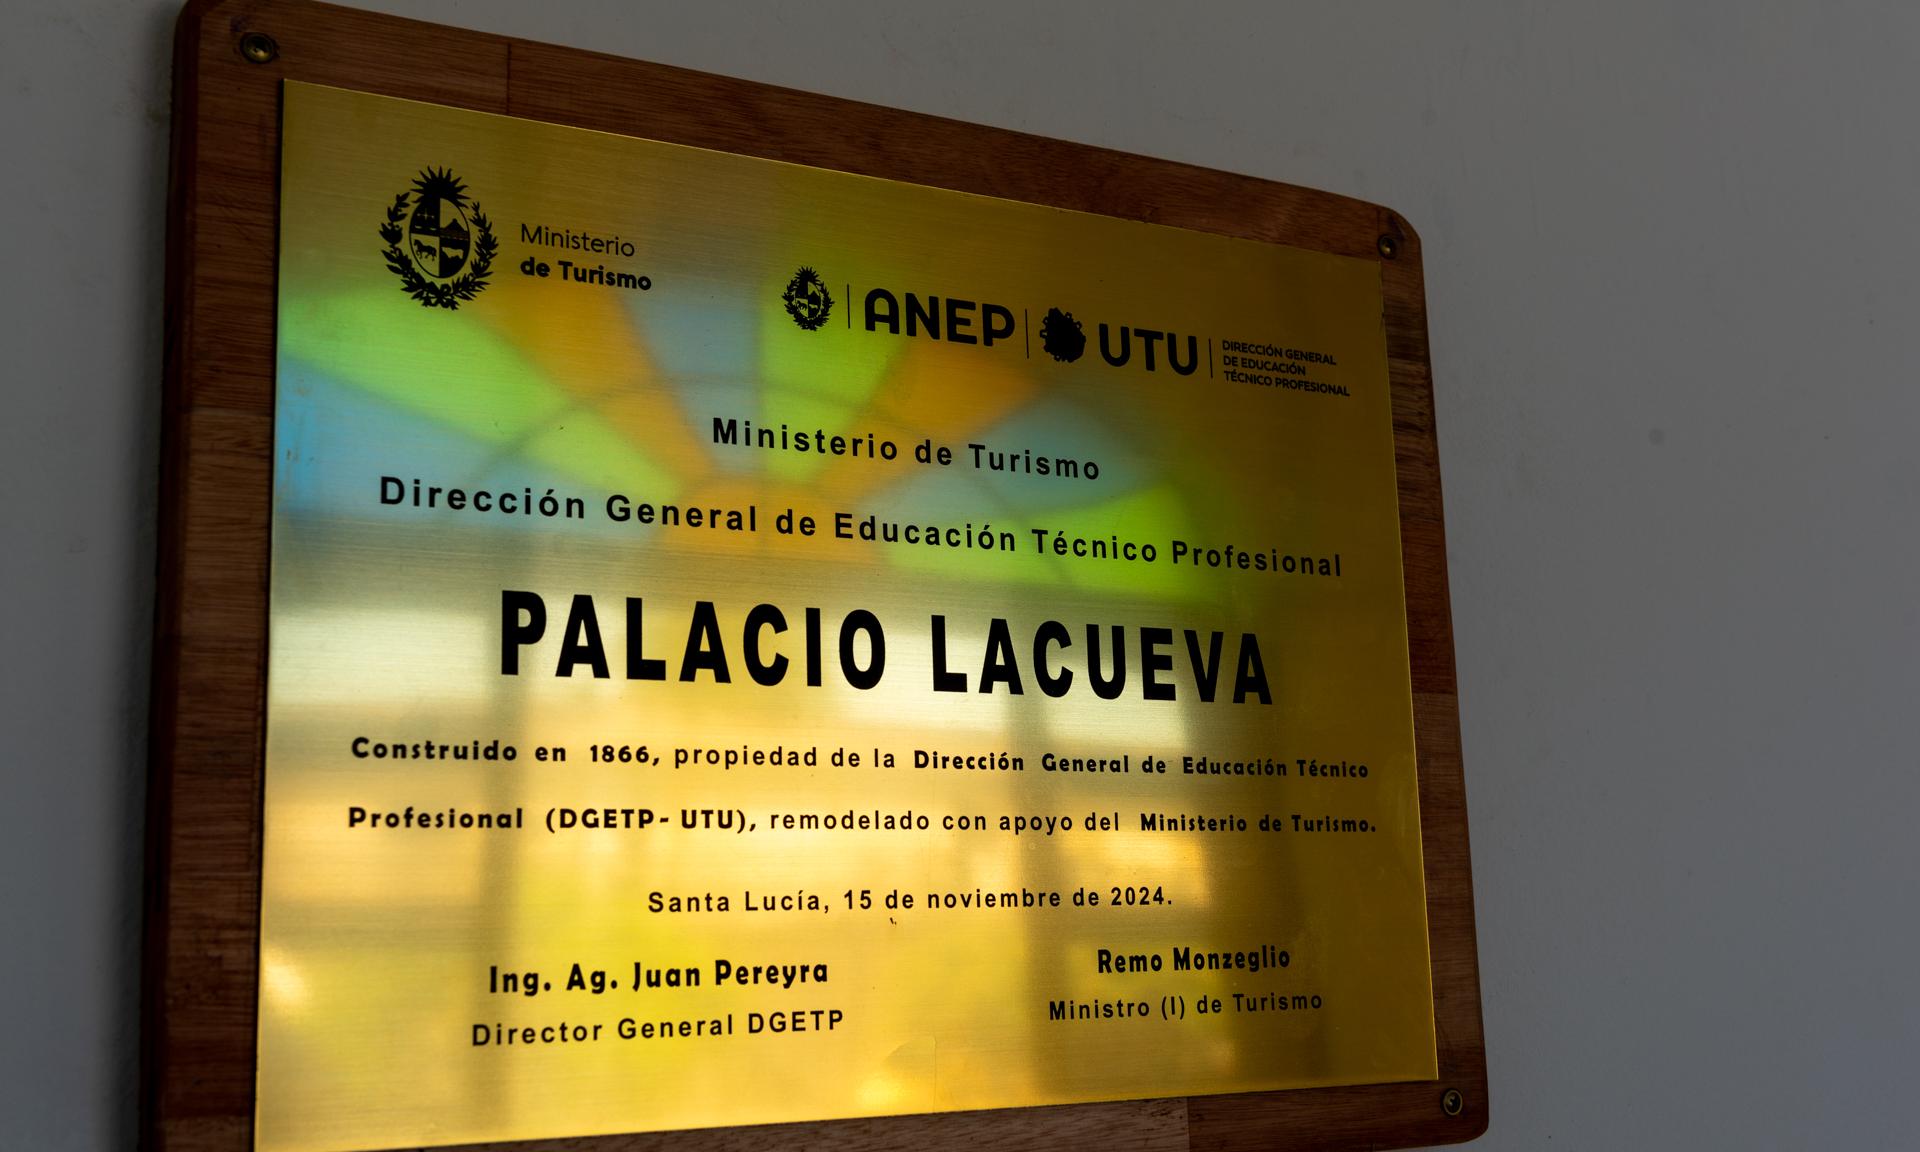 Ministerio
de Turismo
ANEP
UTU
DIRECCIÓN GENERAL
DE EDUCACIÓN
TÉCNICO PROFESIONAL
Ministerio de Turismo
Dirección General de Educación Técnico Profesional
PALACIO LACUEVA
Construido en 1866, propiedad de la Dirección General de Educación Técnico
Profesional (DGETP- UTU), remodelado con apoyo del Ministerio de Turismo.
Santa Lucía, 15 de noviembre de 2024.
Ing. Ag. Juan Pereyra
Director General DGETP
Remo Monzeglio
Ministro (I) de Turismo